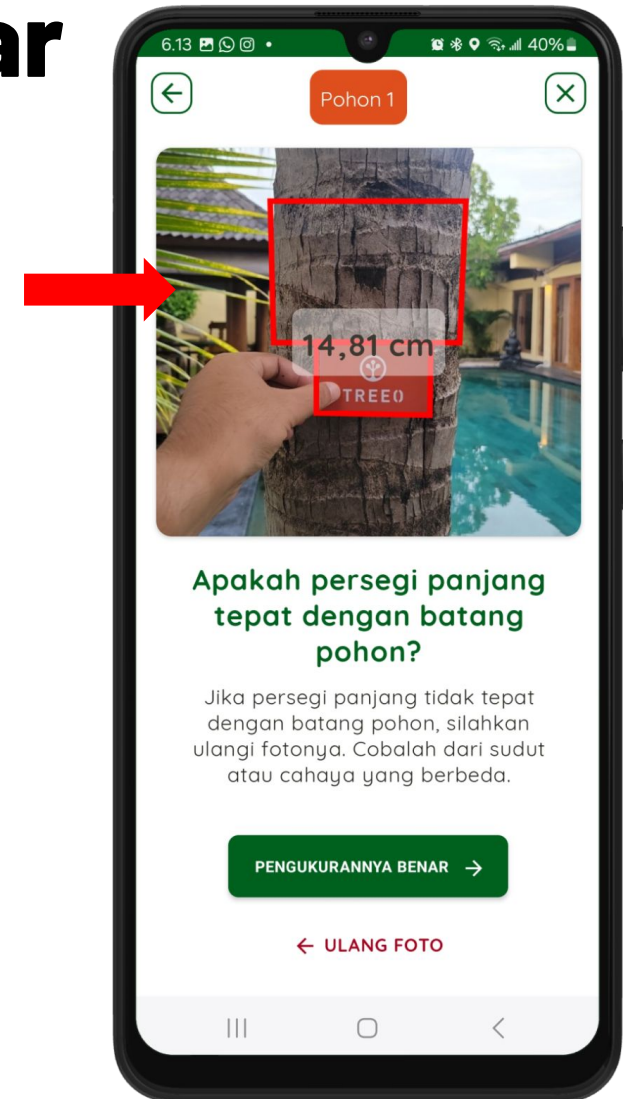 ar
6.13
40%
Pohon 1
14,81 cm
TREEO
Apakah persegi panjang
tepat dengan batang
pohon?
Jika persegi panjang tidak tepat
dengan batang pohon, silahkan
ulangi fotonya. Cobalah dari sudut
atau cahaya yang berbeda.
PENGUKURANNYA BENAR →
← ULANG FOTO